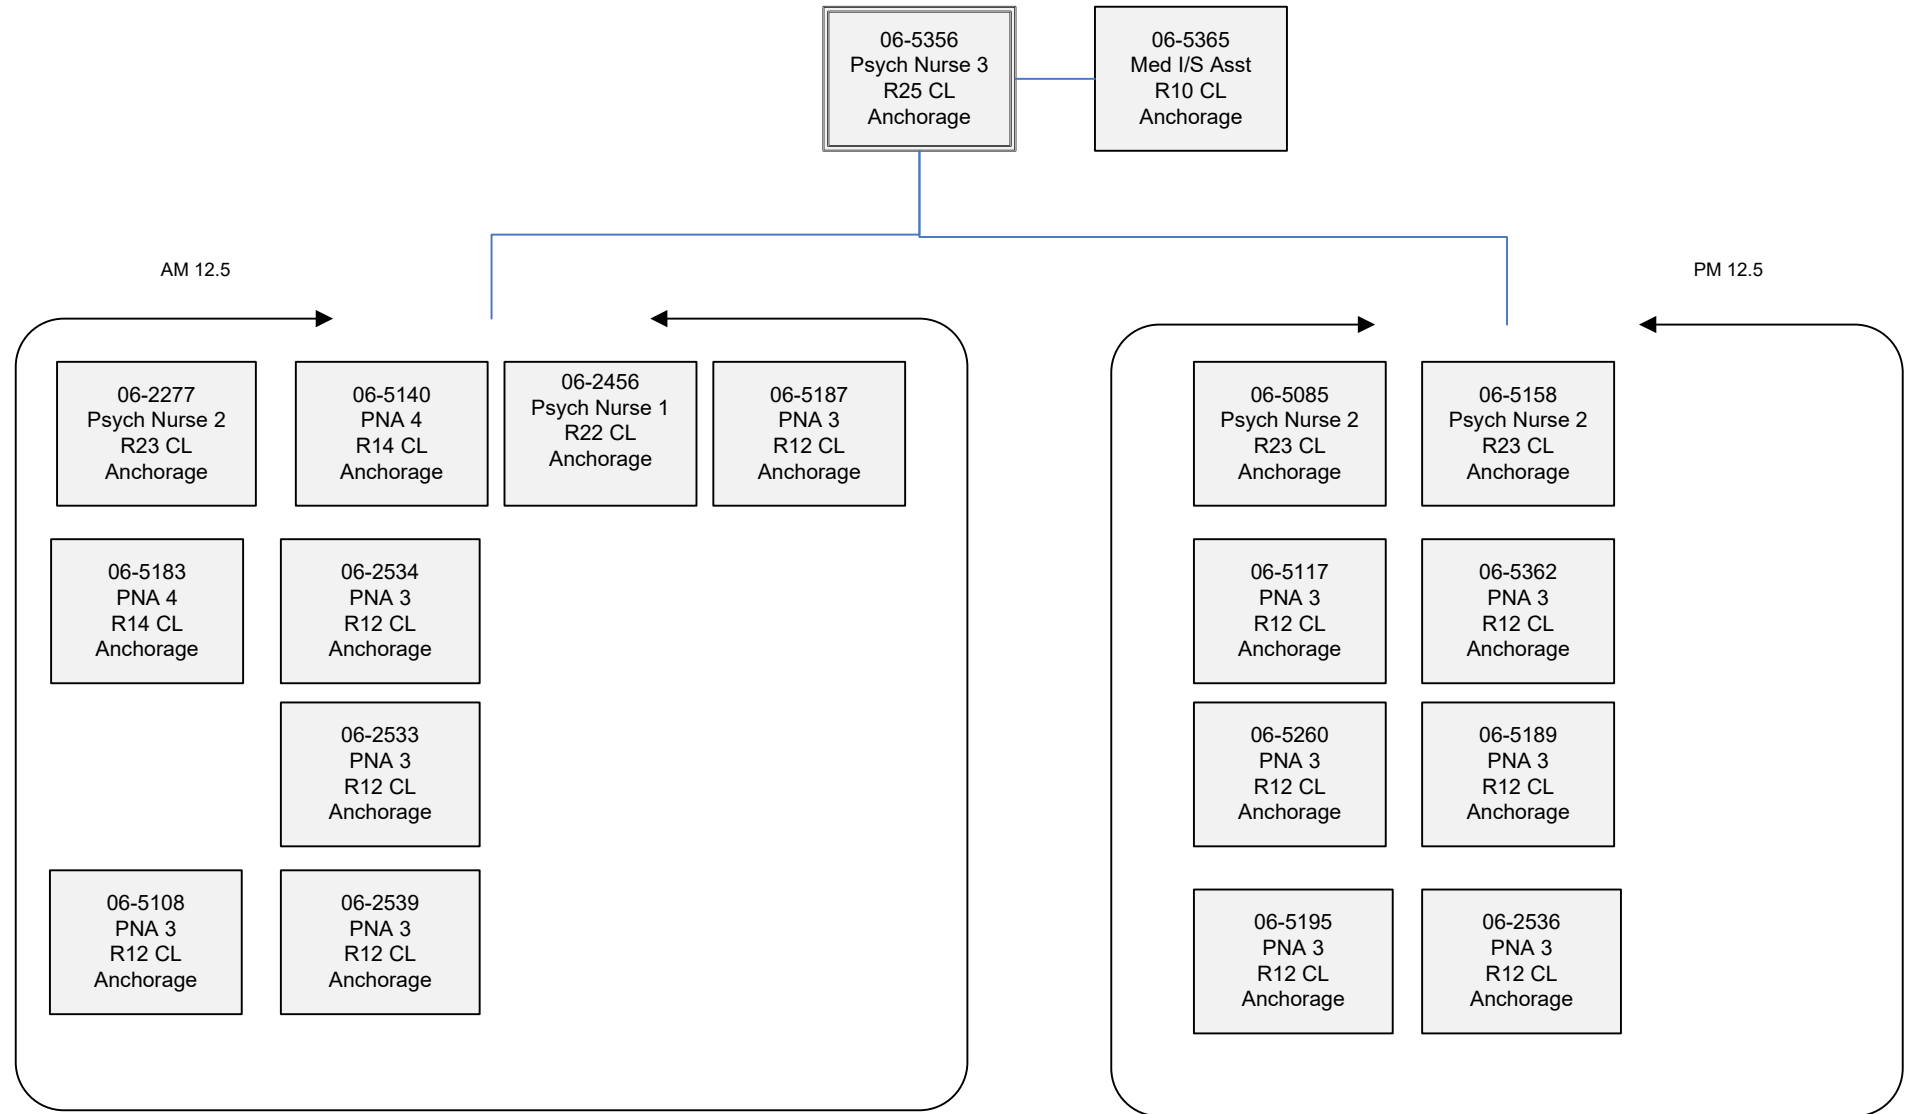 06-5356
Psych Nurse 3
R25 CL
Anchorage
06-5365
Med I/S Asst
R10 CL
Anchorage
AM 12.5
PM 12.5
06-2277
Psych Nurse 2
R23 CL
Anchorage
06-5140
PNA 4
R14 CL
Anchorage
06-2456
Psych Nurse 1
R22 CL
Anchorage
06-5187
PNA 3
R12 CL
Anchorage
06-5183
PNA 4
R14 CL
Anchorage
06-2534
PNA 3
R12 CL
Anchorage
06-2533
PNA 3
R12 CL
Anchorage
06-5108
PNA 3
R12 CL
Anchorage
06-2539
PNA 3
R12 CL
Anchorage
06-5085
Psych Nurse 2
R23 CL
Anchorage
06-5158
Psych Nurse 2
R23 CL
Anchorage
06-5117
PNA 3
R12 CL
Anchorage
06-5362
PNA 3
R12 CL
Anchorage
06-5260
PNA 3
R12 CL
Anchorage
06-5189
PNA 3
R12 CL
Anchorage
06-5195
PNA 3
R12 CL
Anchorage
06-2536
PNA 3
R12 CL
Anchorage